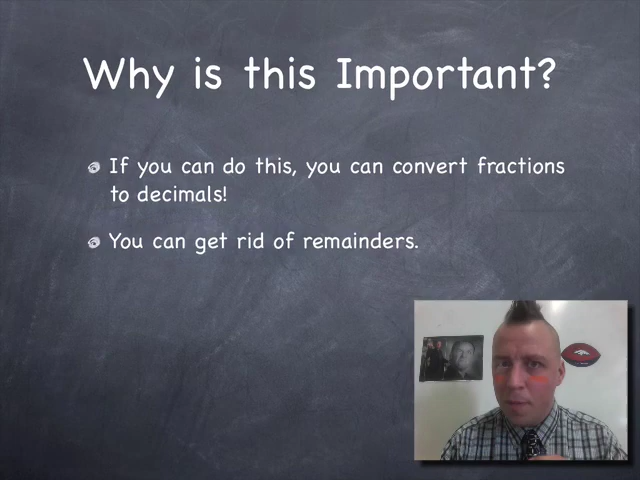 Why is this Important?
If you can do this, you can convert fractions
to decimals!
You can get rid of remainders.